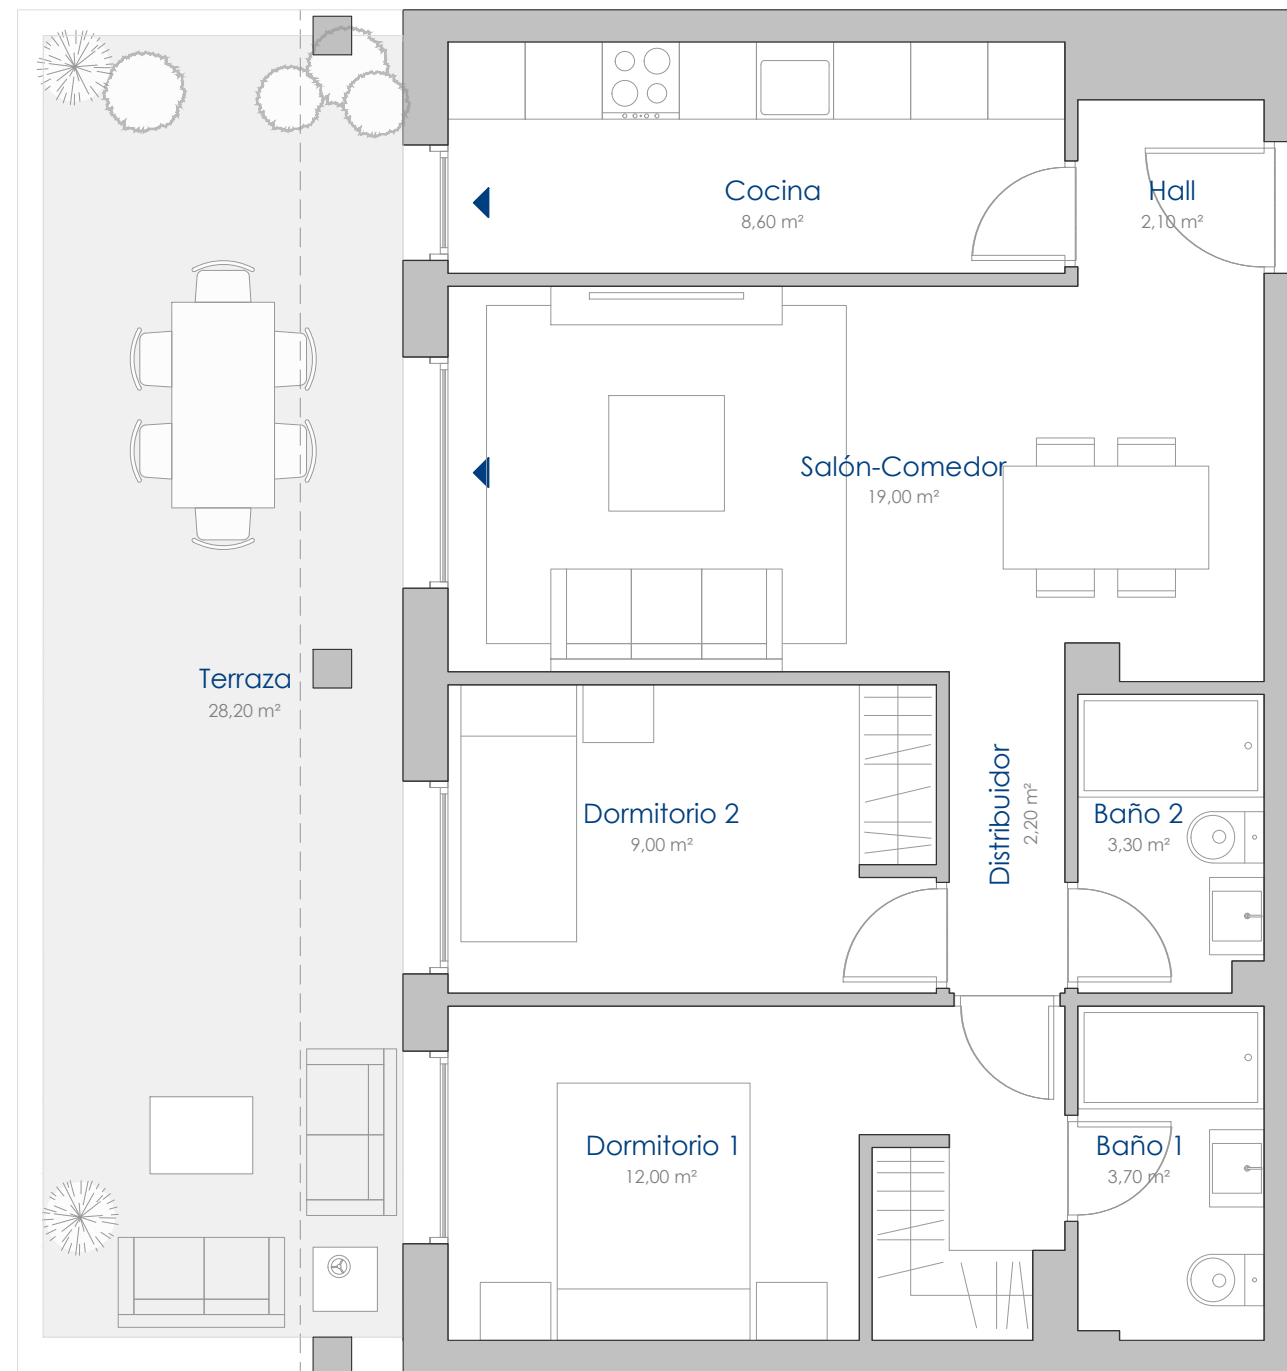 Cocina
8,60 m²
Hall
2,10 m²
Salón-Comedor
19,00 m²
Terraza
28,20 m²
Dormitorio 2
9,00 m²
Distribuidor
2,20 m²
Baño 2
3,30 m²
Dormitorio 1
12,00 m²
Baño 1
3,70 m²